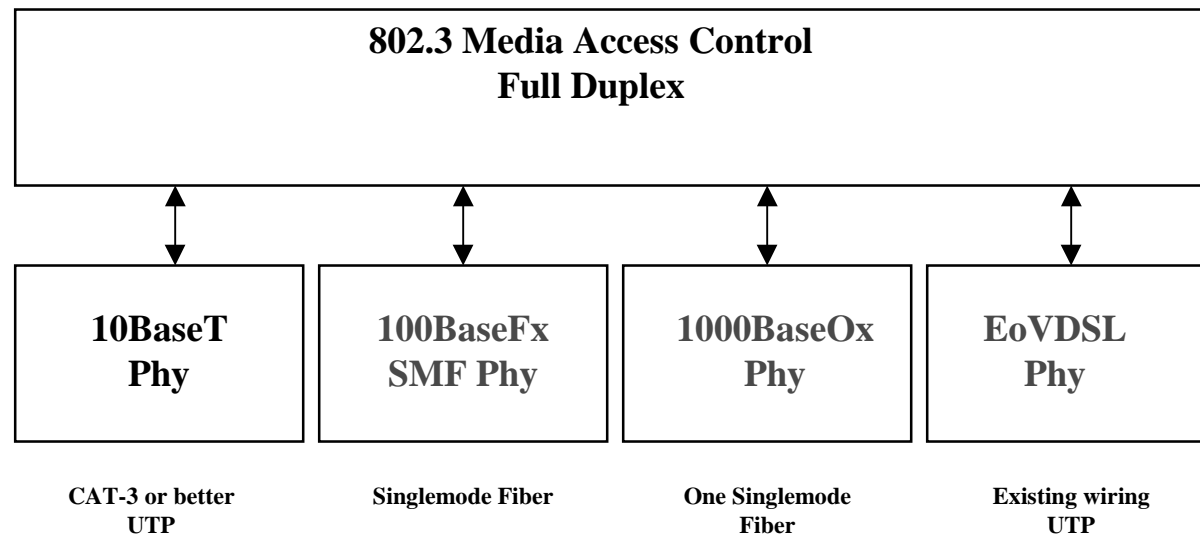 802.3 Media Access Control
Full Duplex
10BaseT
Phy
100BaseFx
SMF Phy
1000BaseOx
Phy
EoVDSL
Phy
CAT-3 or better
UTP
Singlemode Fiber
One Singlemode
Fiber
Existing wiring
UTP